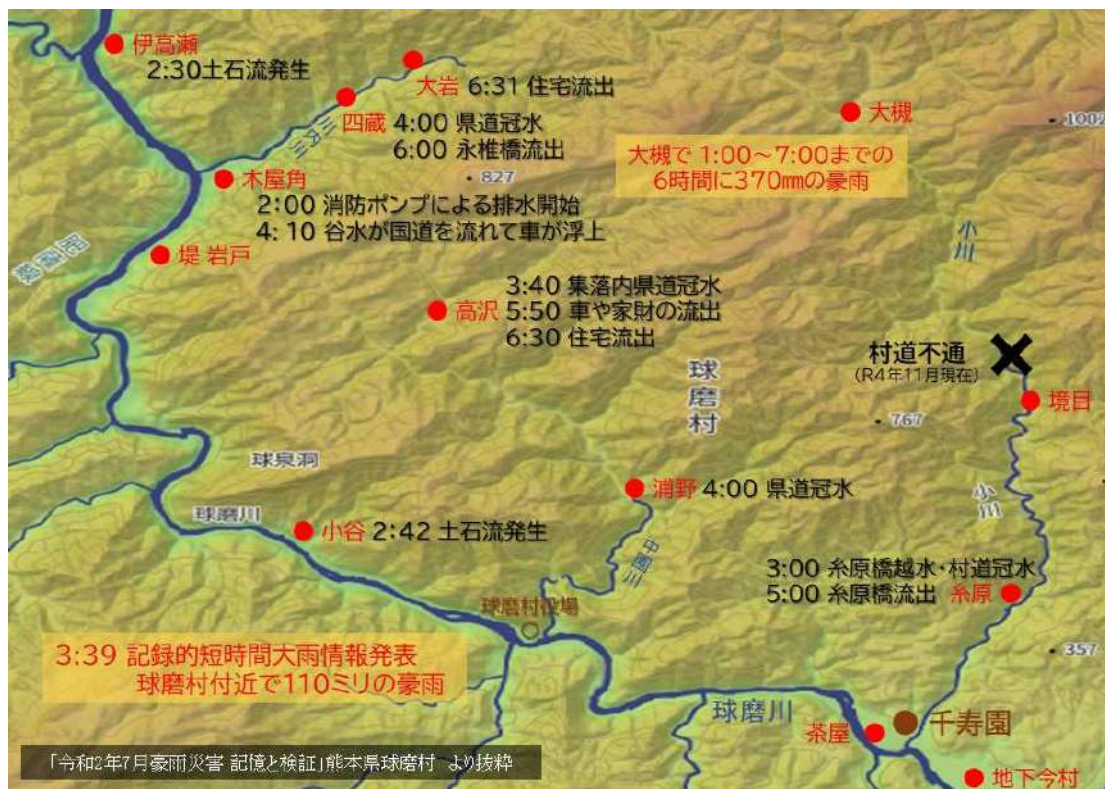 伊高瀬
2:30土石流発生
大岩 6:31 住宅流出
四蔵 4:00 県道冠水
6:00 永椎橋流出
川内川
大槻
1002
大槻で 1:00～7:00までの
6時間に370㎜の豪雨
木屋角
827
2:00 消防ポンプによる排水開始
4:10 谷水が国道を流れて車が浮上
肥薩線
堤 岩戸
小川
高沢
3:40 集落内県道冠水
5:50 車や家財の流出
6:30 住宅流出
村道不通
(R4年11月現在)
球磨村
境目
767
球泉洞
浦野 4:00 県道冠水
小川
球磨川
小谷 2:42 土石流発生
中園川
3:00 糸原橋越水・村道冠水
5:00 糸原橋流出 糸原
球磨村役場
3:39 記録的短時間大雨情報発表
球磨村付近で110ミリの豪雨
357
球磨川
茶屋
千寿園
「令和2年7月豪雨災害 記憶と検証」熊本県球磨村 より抜粋
地下今村